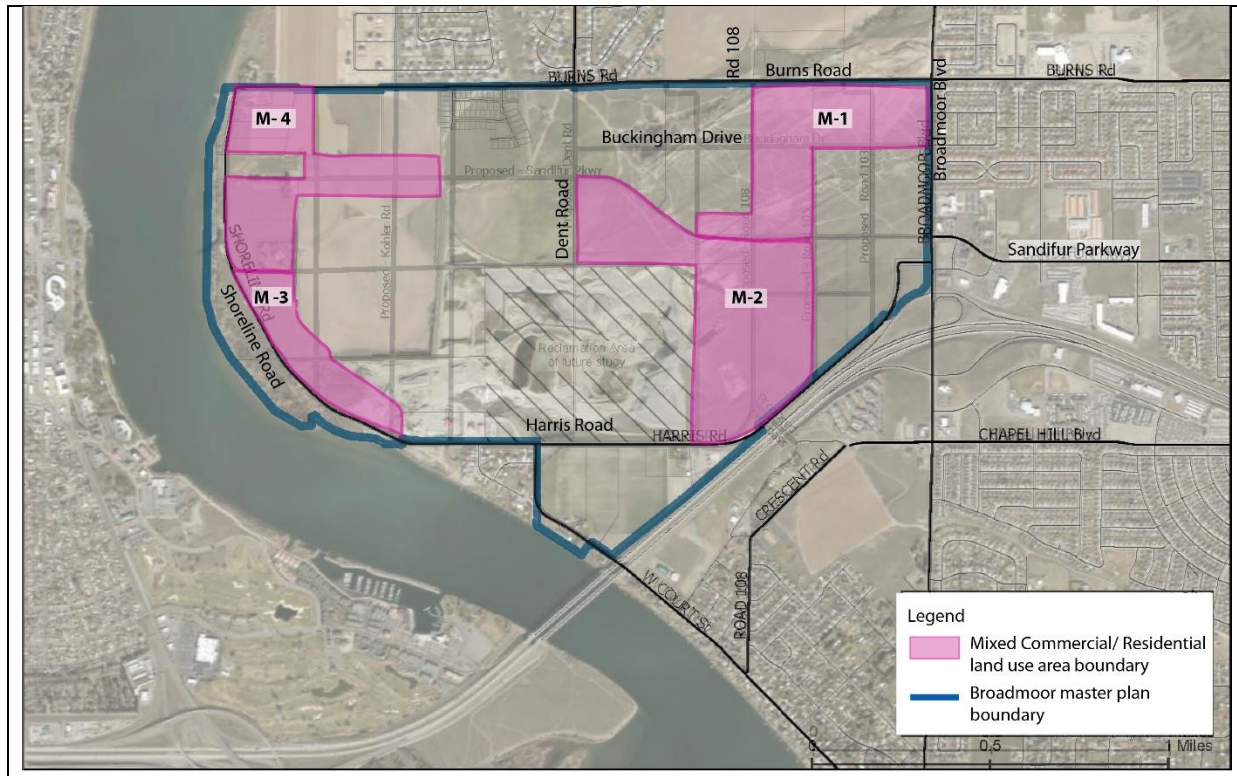 Rd 108
Burns Road
BURNS Rd
BURNS Rd
M- 4
M-1
Buckingham Drive
Buckingham Dr
Broadmoor Blvd
BROADMOOR Blvd
Dent Rd
Proposed - Sandifur Pkwy
Dent Road
Proposed - Kohler Rd
Proposed - Road 103
Sandifur Parkway
SHORELINE Rd
M -3
M-2
Shoreline Road
Reclamation Area
of future study
Harris Road
HARRIS Rd
CHAPEL HILL Blvd
CRESCENT Rd
ROAD 108
W COURT St
Legend
Mixed Commercial/ Residential
land use area boundary
Broadmoor master plan
boundary
0
0.5
1 Miles